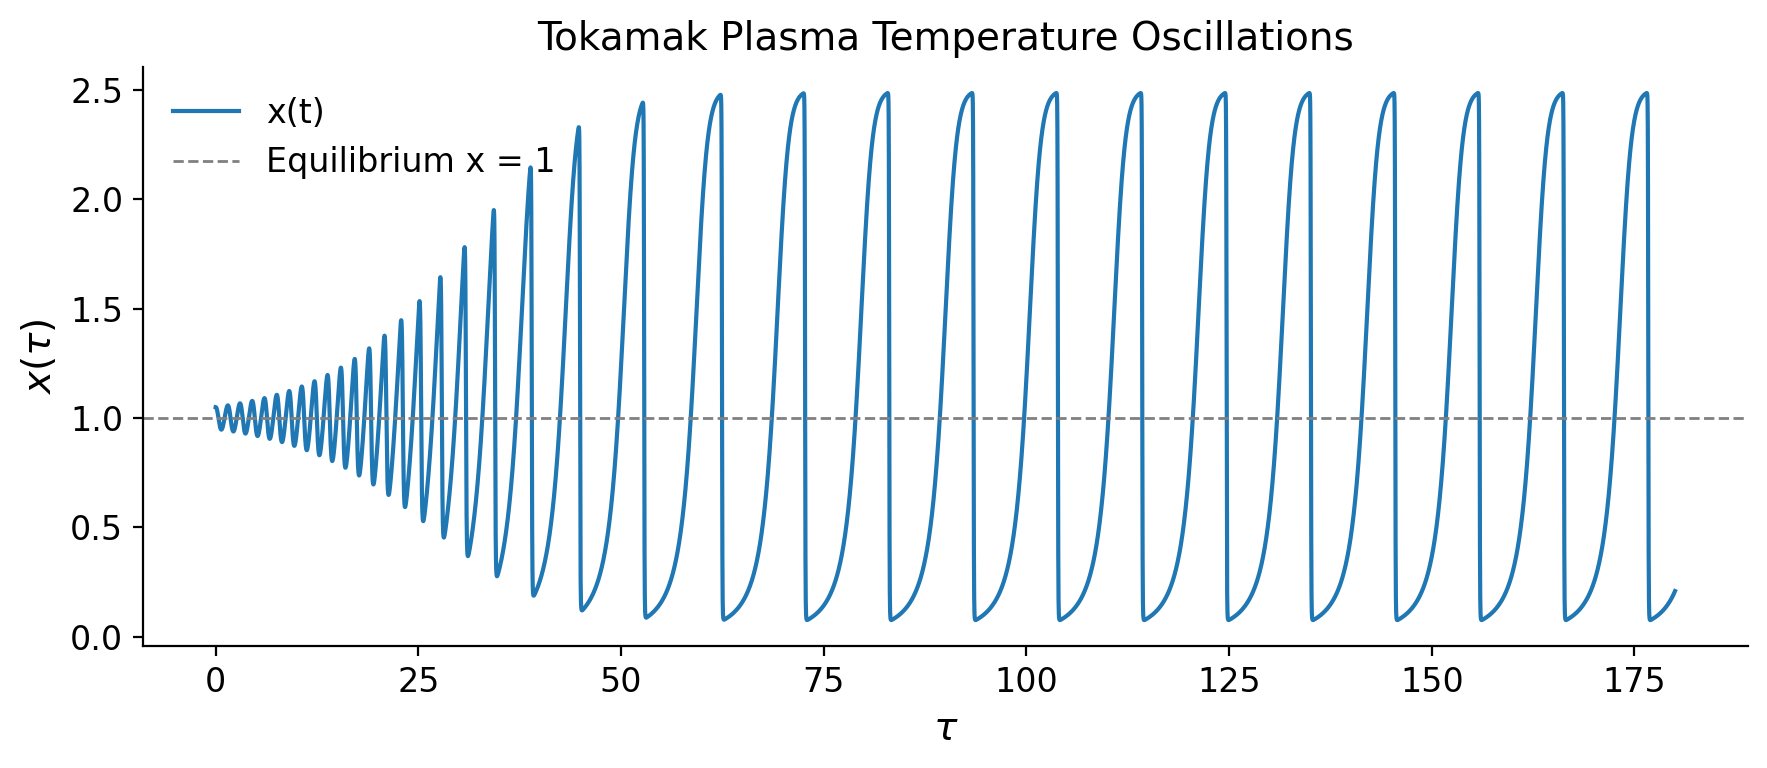 Tokamak Plasma Temperature Oscillations
x(t)
Equilibrium x = 1
x(τ)
2.5
2.0
1.5
1.0
0.5
0.0
0 25 50 75 100 125 150 175
τ